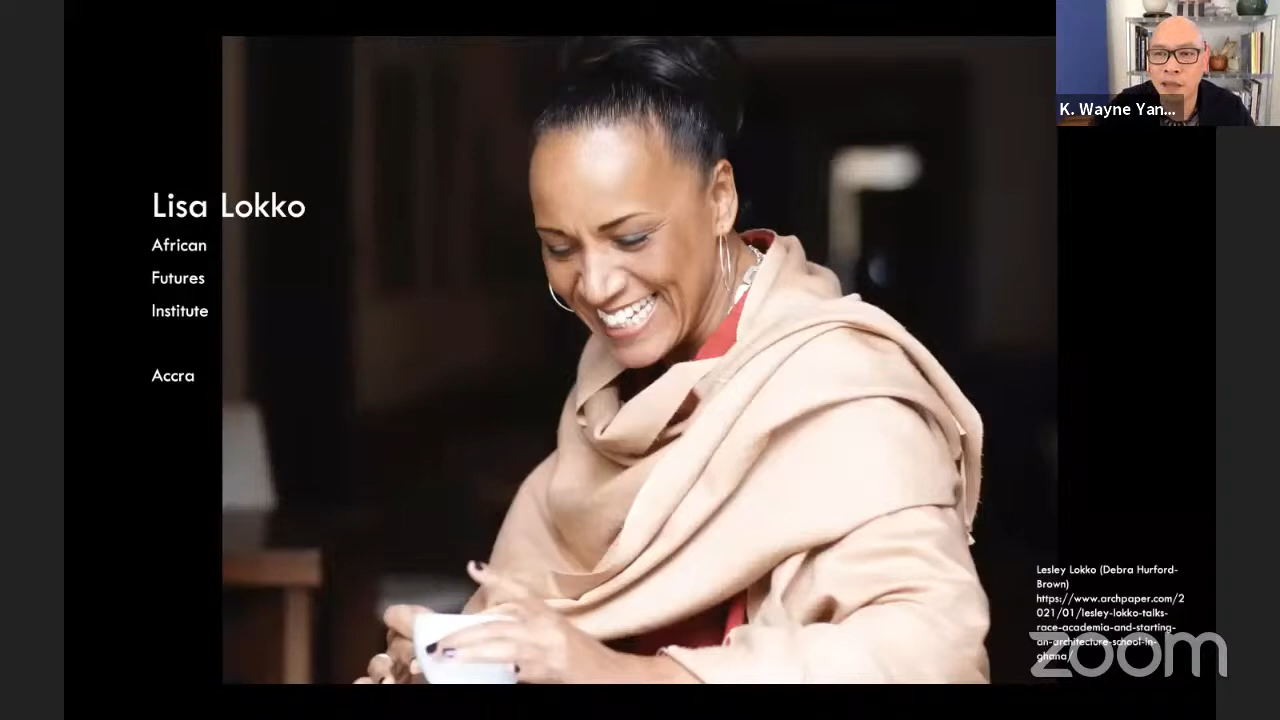 K. Wayne Yan...
Lisa Lokko
African
Futures
Institute
Accra
Lesley Lokko (Debra Hurford-
Brown)
https://www.archpaper.com/2
021/01/lesley-lokko-talks-
race-academia-and-starting-
an-architecture-school-in-
ghana/
zoom